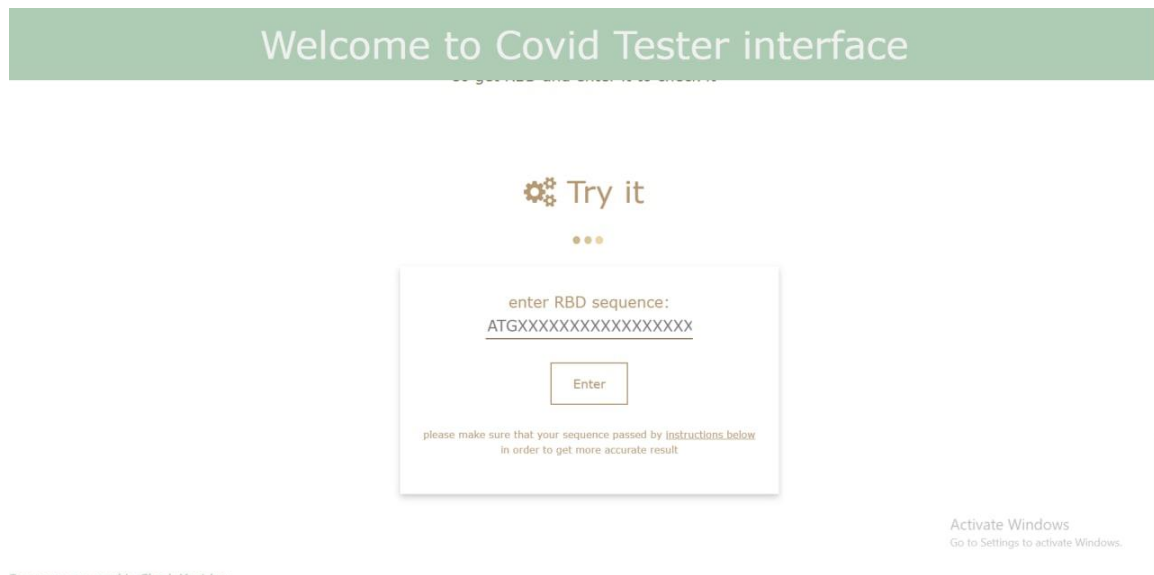 Welcome to Covid Tester interface
Try it
enter RBD sequence:
ATGXXXXXXXXXXXXXXXXX
Enter
please make sure that your sequence passed by instructions below
in order to get more accurate result
Activate Windows
Go to Settings to activate Windows.